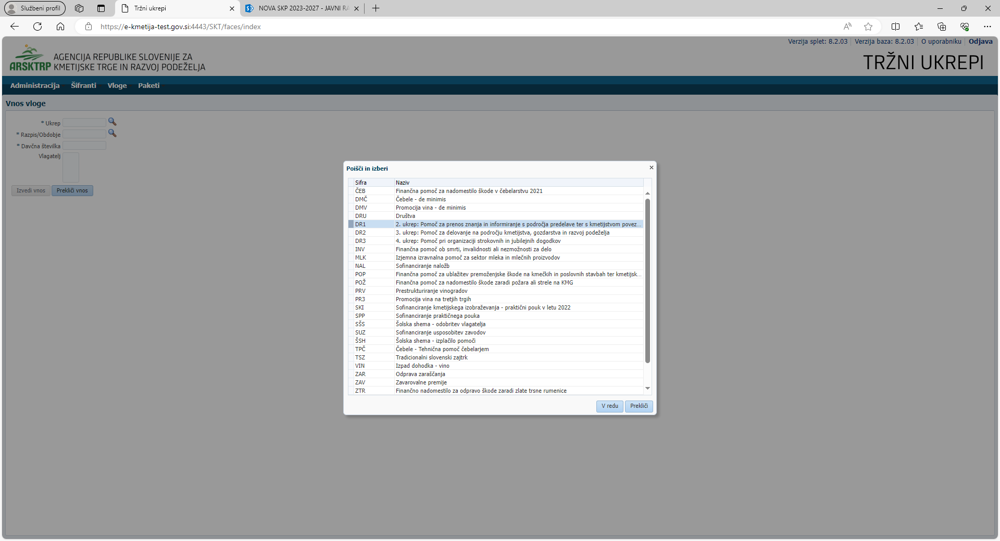 Službeni profil
Tržni ukrepi
NOVA SKP 2023-2027 - JAVNI RA
https://e-kmetija-test.gov.si:4443/SKT/faces/index
Verzija splet: 8.2.03
Verzija baza: 8.2.03
O uporabniku
Odjava
ARSKTRP
AGENCIJA REPUBLIKE SLOVENIJE ZA
KMETIJSKE TRGE IN RAZVOJ PODEŽELJA
TRŽNI UKREPI
Administracija Šifranti Vloge Paketi
Vnos vloge
* Ukrep
* Razpis/Obdobje
* Davčna številka
Vlagatelj
Izvedi vnos
Prekliči vnos
Poišči in izberi
Sifra Naziv
ČEB Finančna pomoč za nadomestilo škode v čebelarstvu 2021
DMČ Čebele - de minimis
DMV Promocija vina - de minimis
DRU Društva
DR1 2. ukrep: Pomoč za prenos znanja in informiranje s področja predelave ter s kmetijstvom povez...
DR2 3. ukrep: Pomoč za delovanje na področju kmetijstva, gozdarstva in razvoj podeželja
DR3 4. ukrep: Pomoč pri organizaciji strokovnih in jubilejnih dogodkov
INV Finančna pomoč ob smrti, invalidnosti ali nezmožnosti za delo
MLK Izjemna izravnalna pomoč za sektor mleka in mlečnih proizvodov
NAL Sofinanciranje naložb
POP Finančna pomoč za ublažitev premoženjske škode na kmečkih in poslovnih stavbah ter kmetijsk...
POŽ Finančna pomoč za nadomestilo škode zaradi požara ali strele na KMG
PRV Prestrukturiranje vinogradov
PR3 Promocija vina na tretjih trgih
SKI Sofinanciranje kmetijskega izobraževanja - praktični pouk v letu 2022
SPP Sofinanciranje praktičnega pouka
SŠS Šolska shema - odobritev vlagatelja
SUZ Sofinanciranje usposobitev zavodov
ŠSH Šolska shema - izplačilo pomoči
TPČ Čebele - Tehnična pomoč čebelarjem
TSZ Tradicionalni slovenski zajtrk
VIN Izpad dohodka - vino
ZAR Odprava zaraščanja
ZAV Zavarovalne premije
ZTR Finančno nadomestilo za odpravo škode zaradi zlate trsne rumenice
V redu
Prekliči